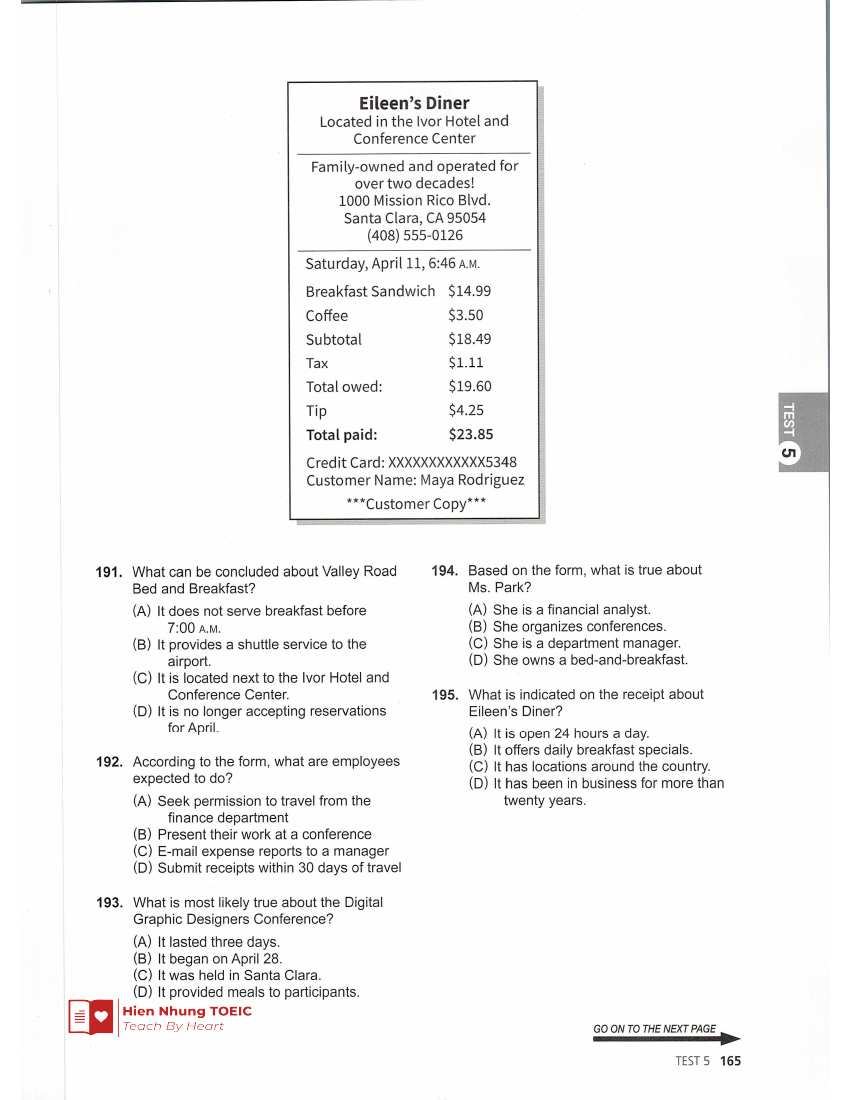 Eileen's Diner
Located in the Ivor Hotel and
Conference Center
Family-owned and operated for
over two decades!
1000 Mission Rico Blvd.
Santa Clara, CA 95054
(408) 555-0126
Saturday, April 11, 6:46 A.M.
Breakfast Sandwich $14.99
Coffee $3.50
Subtotal $18.49
Tax $1.11
Total owed: $19.60
Tip $4.25
Total paid: $23.85
Credit Card: XXXXXXXXXXXX5348
Customer Name: Maya Rodriguez
***Customer Copy***
TEST 5
191. What can be concluded about Valley Road
Bed and Breakfast?
(A) It does not serve breakfast before
7:00 A.M.
(B) It provides a shuttle service to the
airport.
(C) It is located next to the Ivor Hotel and
Conference Center.
(D) It is no longer accepting reservations
for April.
192. According to the form, what are employees
expected to do?
(A) Seek permission to travel from the
finance department
(B) Present their work at a conference
(C) E-mail expense reports to a manager
(D) Submit receipts within 30 days of travel
193. What is most likely true about the Digital
Graphic Designers Conference?
(A) It lasted three days.
(B) It began on April 28.
(C) It was held in Santa Clara.
(D) It provided meals to participants.
194. Based on the form, what is true about
Ms. Park?
(A) She is a financial analyst.
(B) She organizes conferences.
(C) She is a department manager.
(D) She owns a bed-and-breakfast.
195. What is indicated on the receipt about
Eileen's Diner?
(A) It is open 24 hours a day.
(B) It offers daily breakfast specials.
(C) It has locations around the country.
(D) It has been in business for more than
twenty years.
Hien Nhung TOEIC
Teach By Heart
GO ON TO THE NEXT PAGE
TEST 5 165